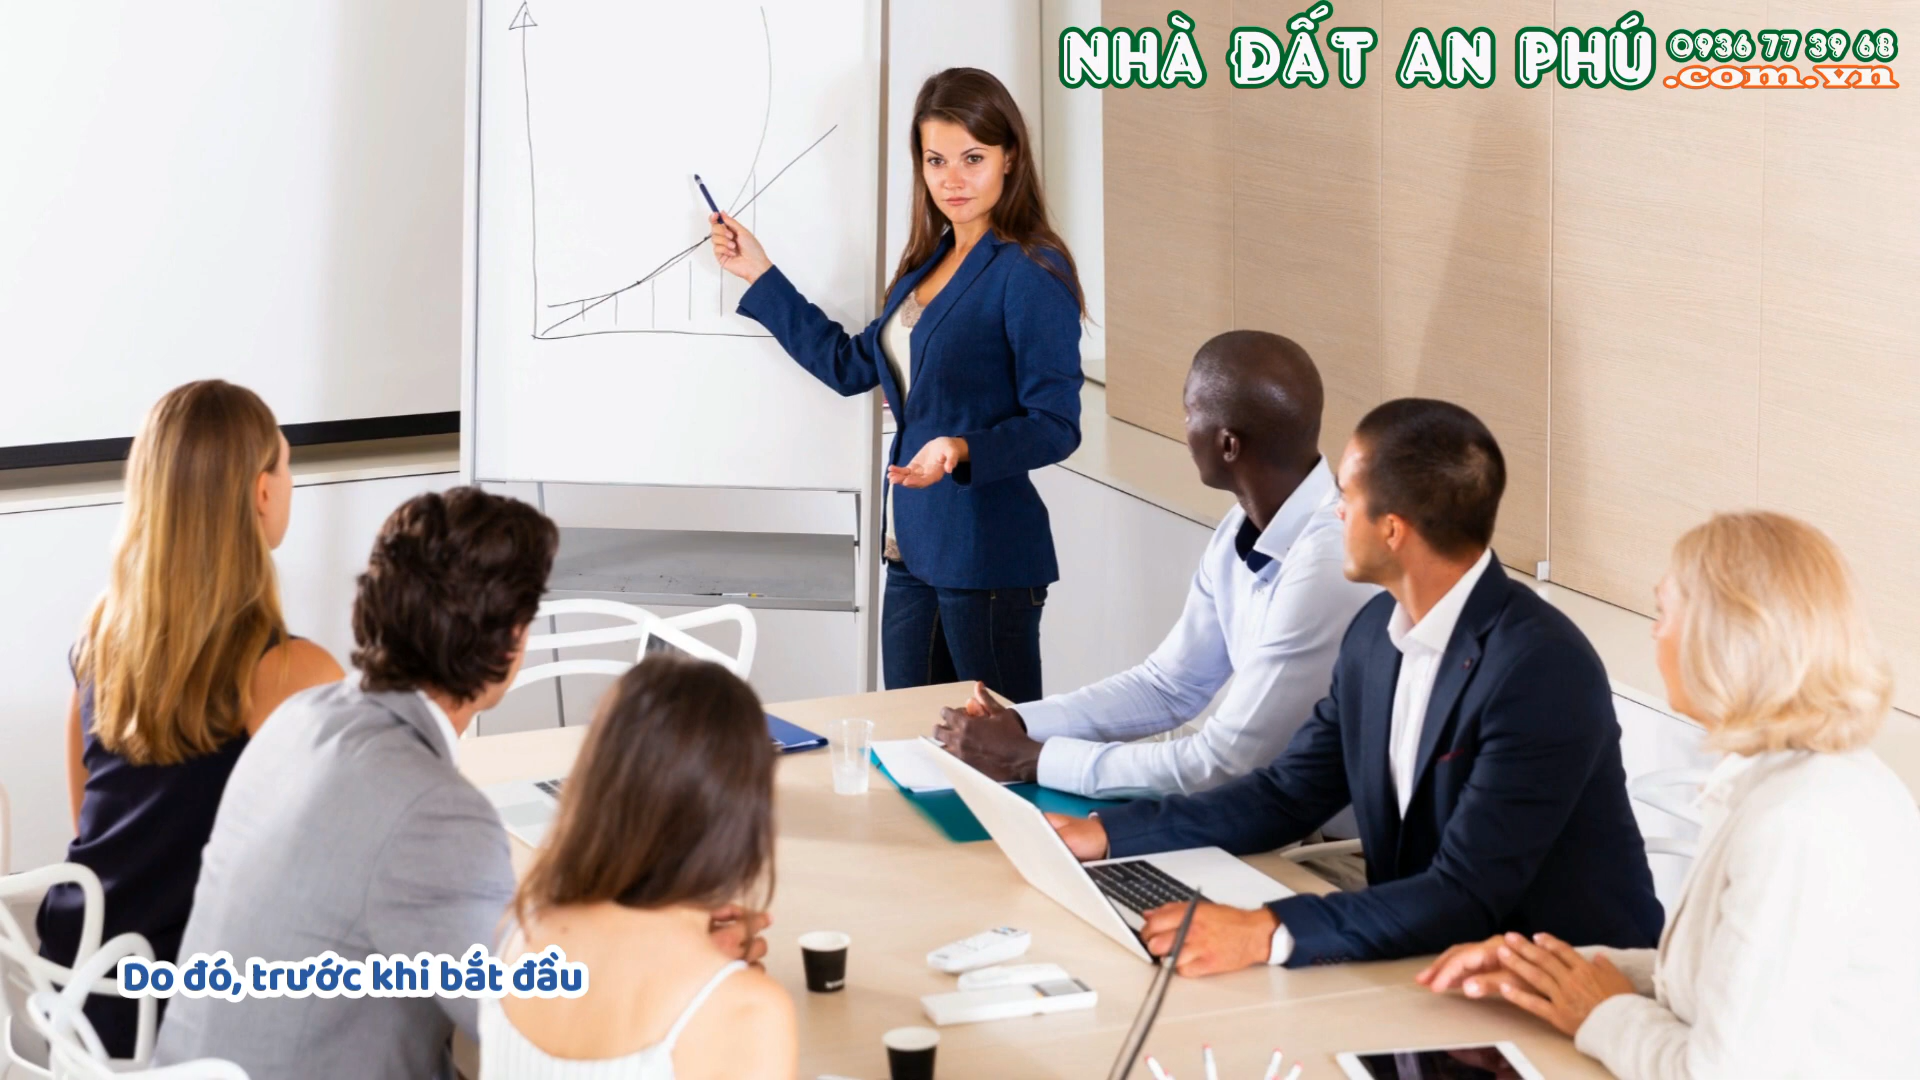 NHÀ ĐẤT AN PHÚ 0936 77 39 68
.com.vn
Do đó, trước khi bắt đầu